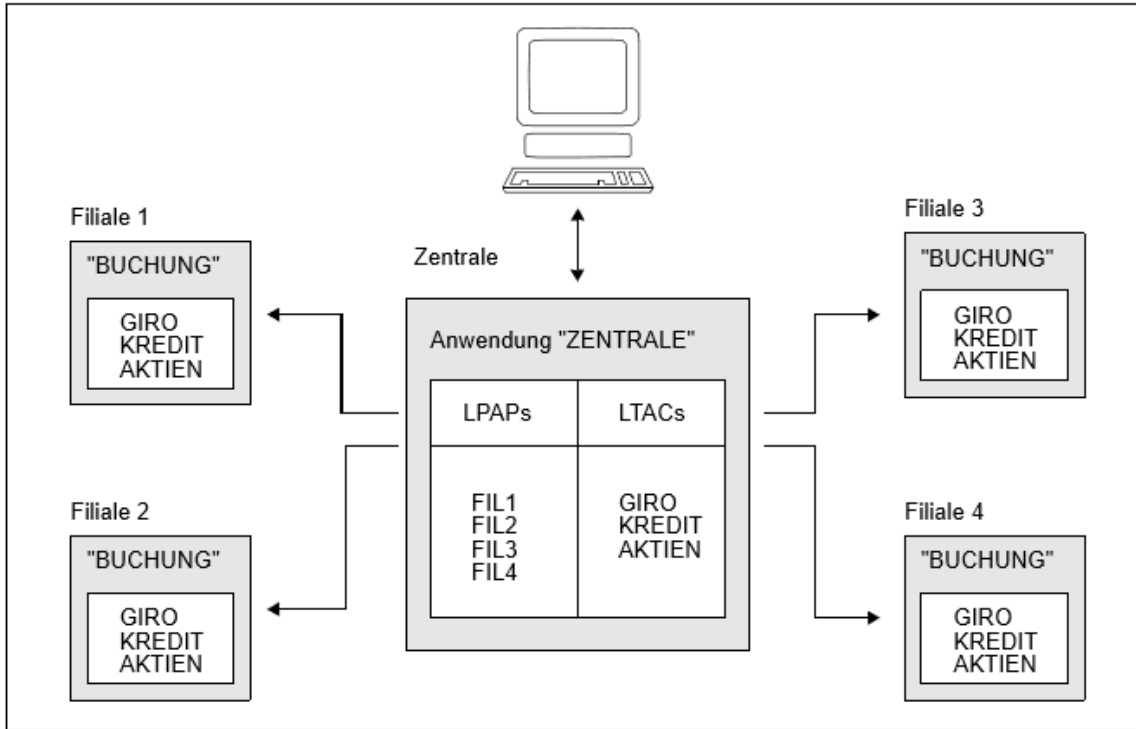 Filiale 1
"BUCHUNG"
GIRO
KREDIT
AKTIEN
Filiale 2
"BUCHUNG"
GIRO
KREDIT
AKTIEN
Zentrale
Anwendung "ZENTRALE"
LPAPs
LTACs
FIL1
FIL2
FIL3
FIL4
GIRO
KREDIT
AKTIEN
Filiale 3
"BUCHUNG"
GIRO
KREDIT
AKTIEN
Filiale 4
"BUCHUNG"
GIRO
KREDIT
AKTIEN